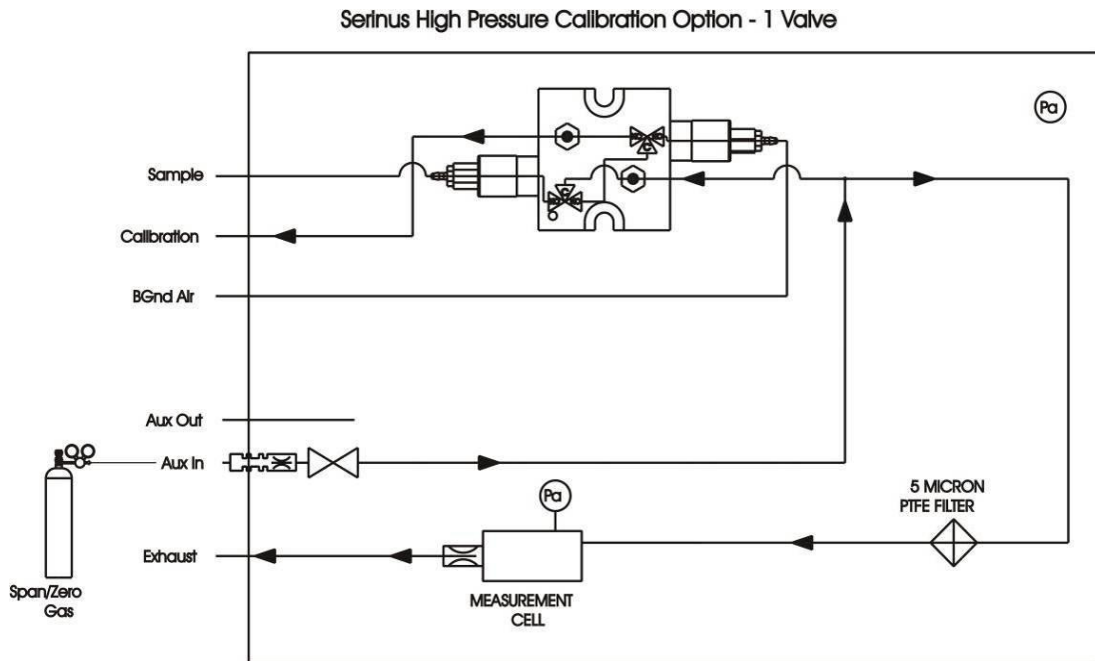 Serinus High Pressure Calibration Option - 1 Valve
Pa
C
Sample
C
Calibration
BGnd Air
Aux Out
Aux In
Pa
5 MICRON
PTFE FILTER
Exhaust
Span/Zero
Gas
MEASUREMENT
CELL